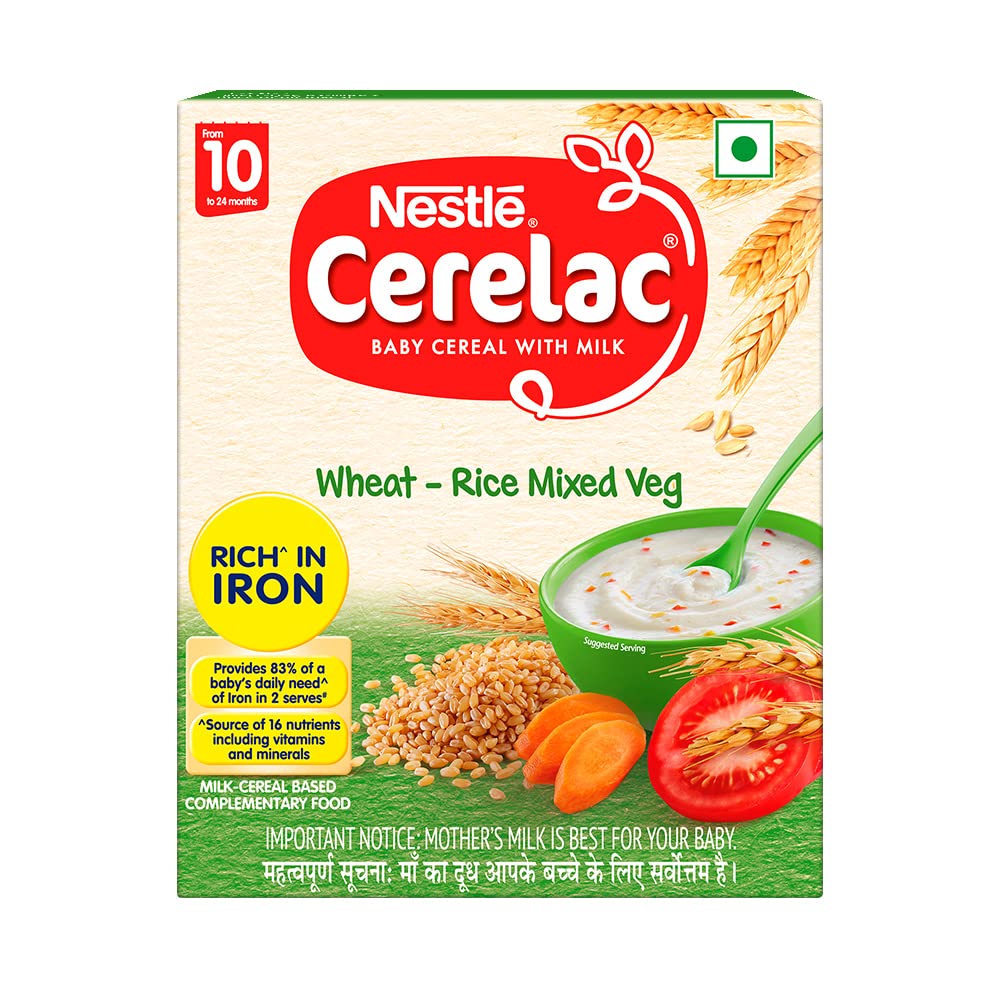 From
10
to 24 months
Nestlé®
Cerelac®
BABY CEREAL WITH MILK
Wheat – Rice Mixed Veg
RICH^ IN
IRON
Suggested Serving
Provides 83% of a
baby's daily need^
of Iron in 2 serves#
^Source of 16 nutrients
including vitamins
and minerals
MILK-CEREAL BASED
COMPLEMENTARY FOOD
IMPORTANT NOTICE: MOTHER'S MILK IS BEST FOR YOUR BABY.
महत्वपूर्ण सूचना: माँ का दूध आपके बच्चे के लिए सर्वोत्तम है।